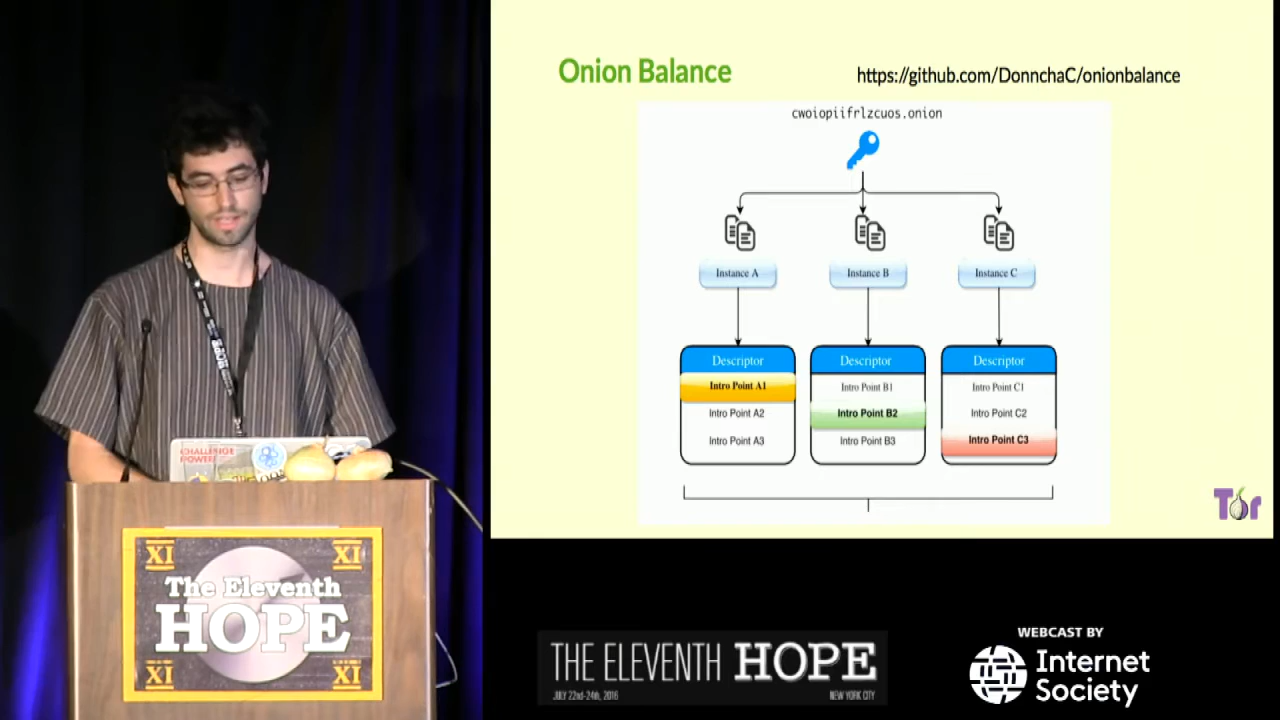 Onion Balance
https://github.com/DonnchaC/onionbalance
cwoiopiifrlzcuos.onion
Instance A
Instance B
Instance C
Descriptor
Intro Point A1
Intro Point A2
Intro Point A3
Descriptor
Intro Point B1
Intro Point B2
Intro Point B3
Descriptor
Intro Point C1
Intro Point C2
Intro Point C3
Tor
CHALLENGE
POWER
XI
XI
The Eleventh
HOPE
XI
XI
THE ELEVENTH HOPE
JULY 22nd-24th, 2016
NEW YORK CITY
WEBCAST BY
Internet
Society